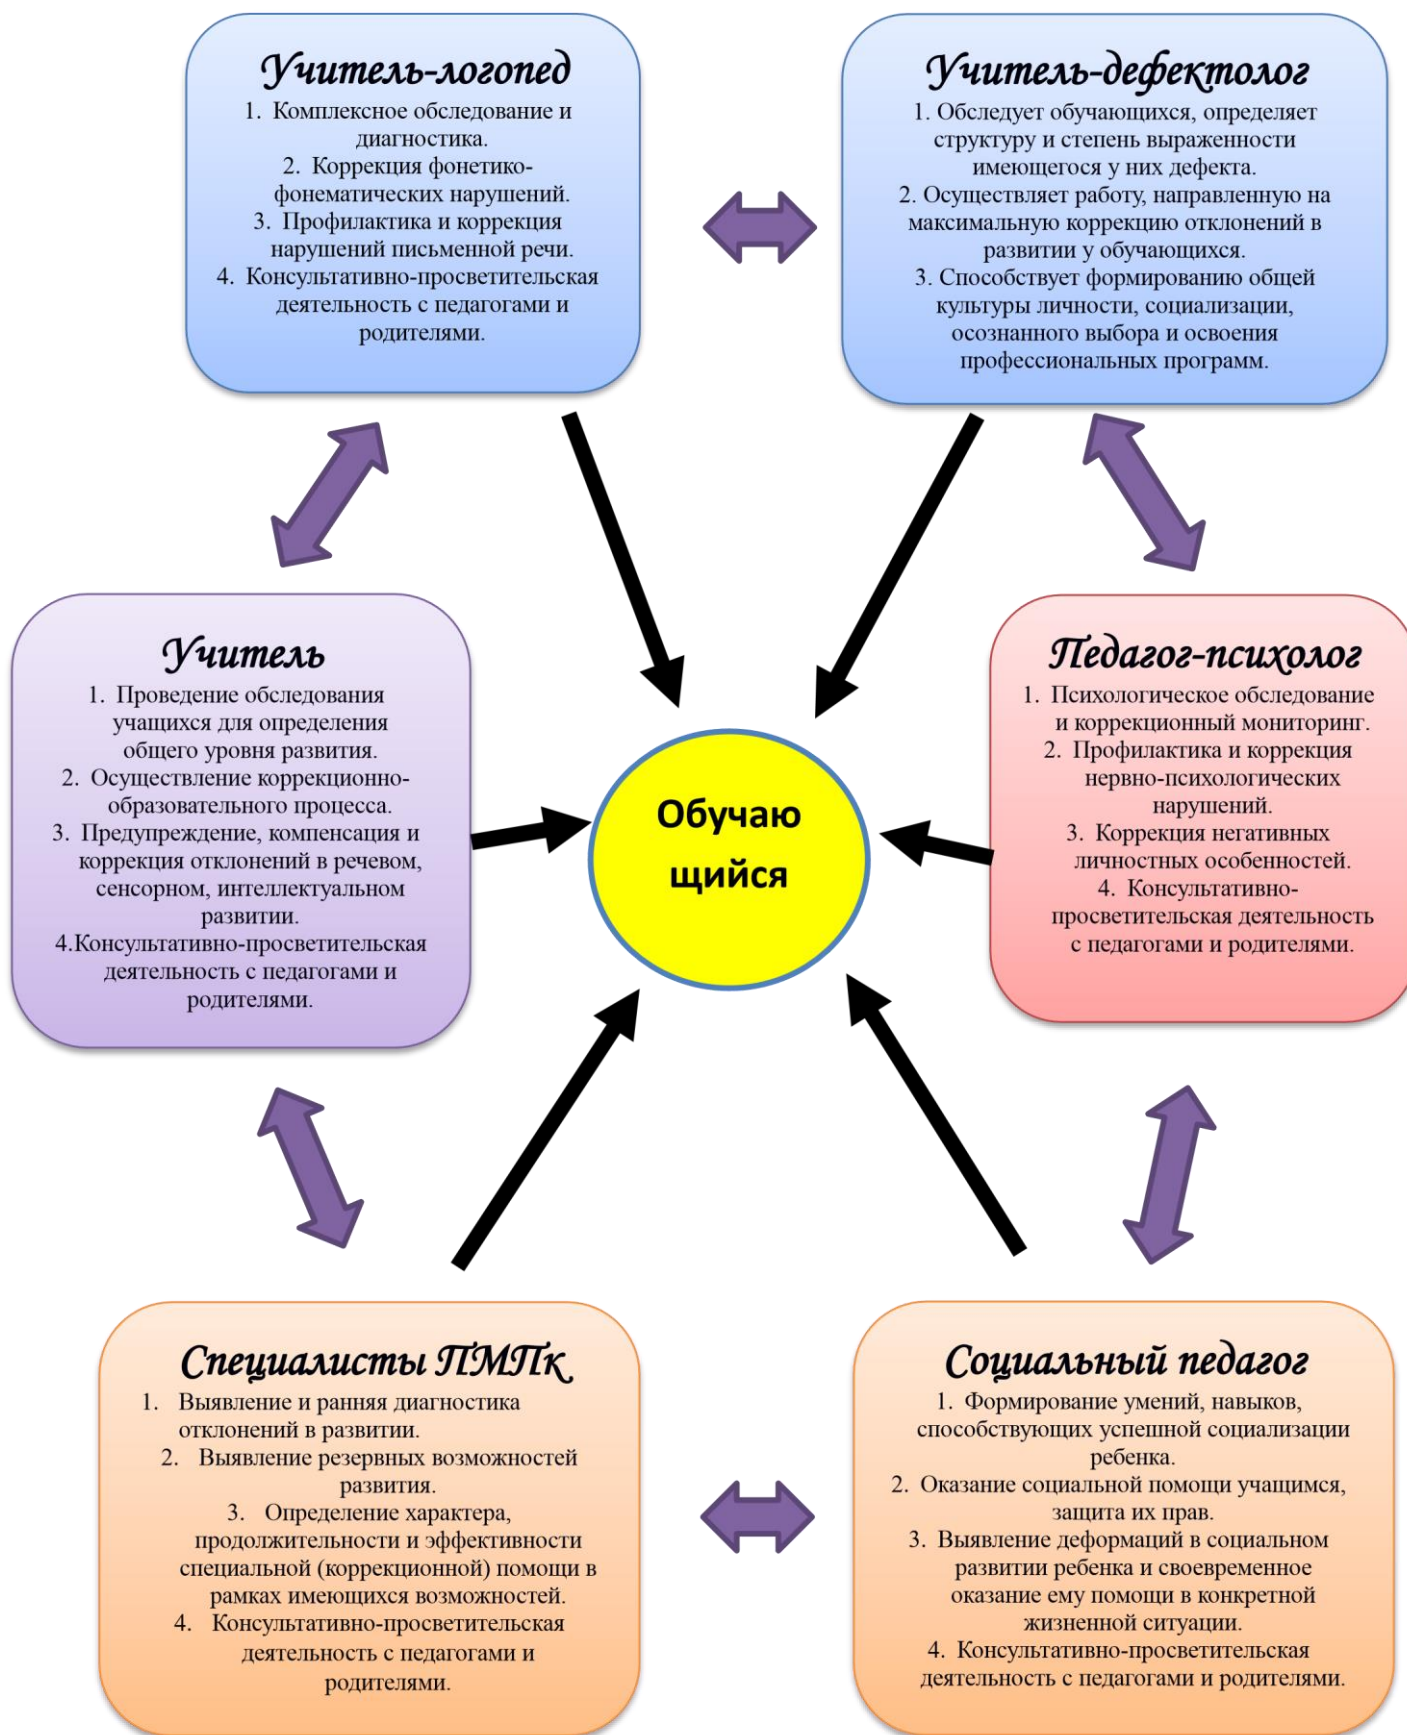 Учитель-логопед
1. Комплексное обследование и
диагностика.
2. Коррекция фонетико-
фонематических нарушений.
3. Профилактика и коррекция
нарушений письменной речи.
4. Консультативно-просветительская
деятельность с педагогами и
родителями.
Учитель-дефектолог
1. Обследует обучающихся, определяет
структуру и степень выраженности
имеющегося у них дефекта.
2. Осуществляет работу, направленную на
максимальную коррекцию отклонений в
развитии у обучающихся.
3. Способствует формированию общей
культуры личности, социализации,
осознанного выбора и освоения
профессиональных программ.
Учитель
1. Проведение обследования
учащихся для определения
общего уровня развития.
2. Осуществление коррекционно-
образовательного процесса.
3. Предупреждение, компенсация и
коррекция отклонений в речевом,
сенсорном, интеллектуальном
развитии.
4.Консультативно-просветительская
деятельность с педагогами и
родителями.
Обучаю
щийся
Педагог-психолог
1. Психологическое обследование
и коррекционный мониторинг.
2. Профилактика и коррекция
нервно-психологических
нарушений.
3. Коррекция негативных
личностных особенностей.
4. Консультативно-
просветительская деятельность
с педагогами и родителями.
Специалисты ПМПк
1. Выявление и ранняя диагностика
отклонений в развитии.
2. Выявление резервных возможностей
развития.
3. Определение характера,
продолжительности и эффективности
специальной (коррекционной) помощи в
рамках имеющихся возможностей.
4. Консультативно-просветительская
деятельность с педагогами и
родителями.
Социальный педагог
1. Формирование умений, навыков,
способствующих успешной социализации
ребенка.
2. Оказание социальной помощи учащимся,
защита их прав.
3. Выявление деформаций в социальном
развитии ребенка и своевременное
оказание ему помощи в конкретной
жизненной ситуации.
4. Консультативно-просветительская
деятельность с педагогами и родителями.